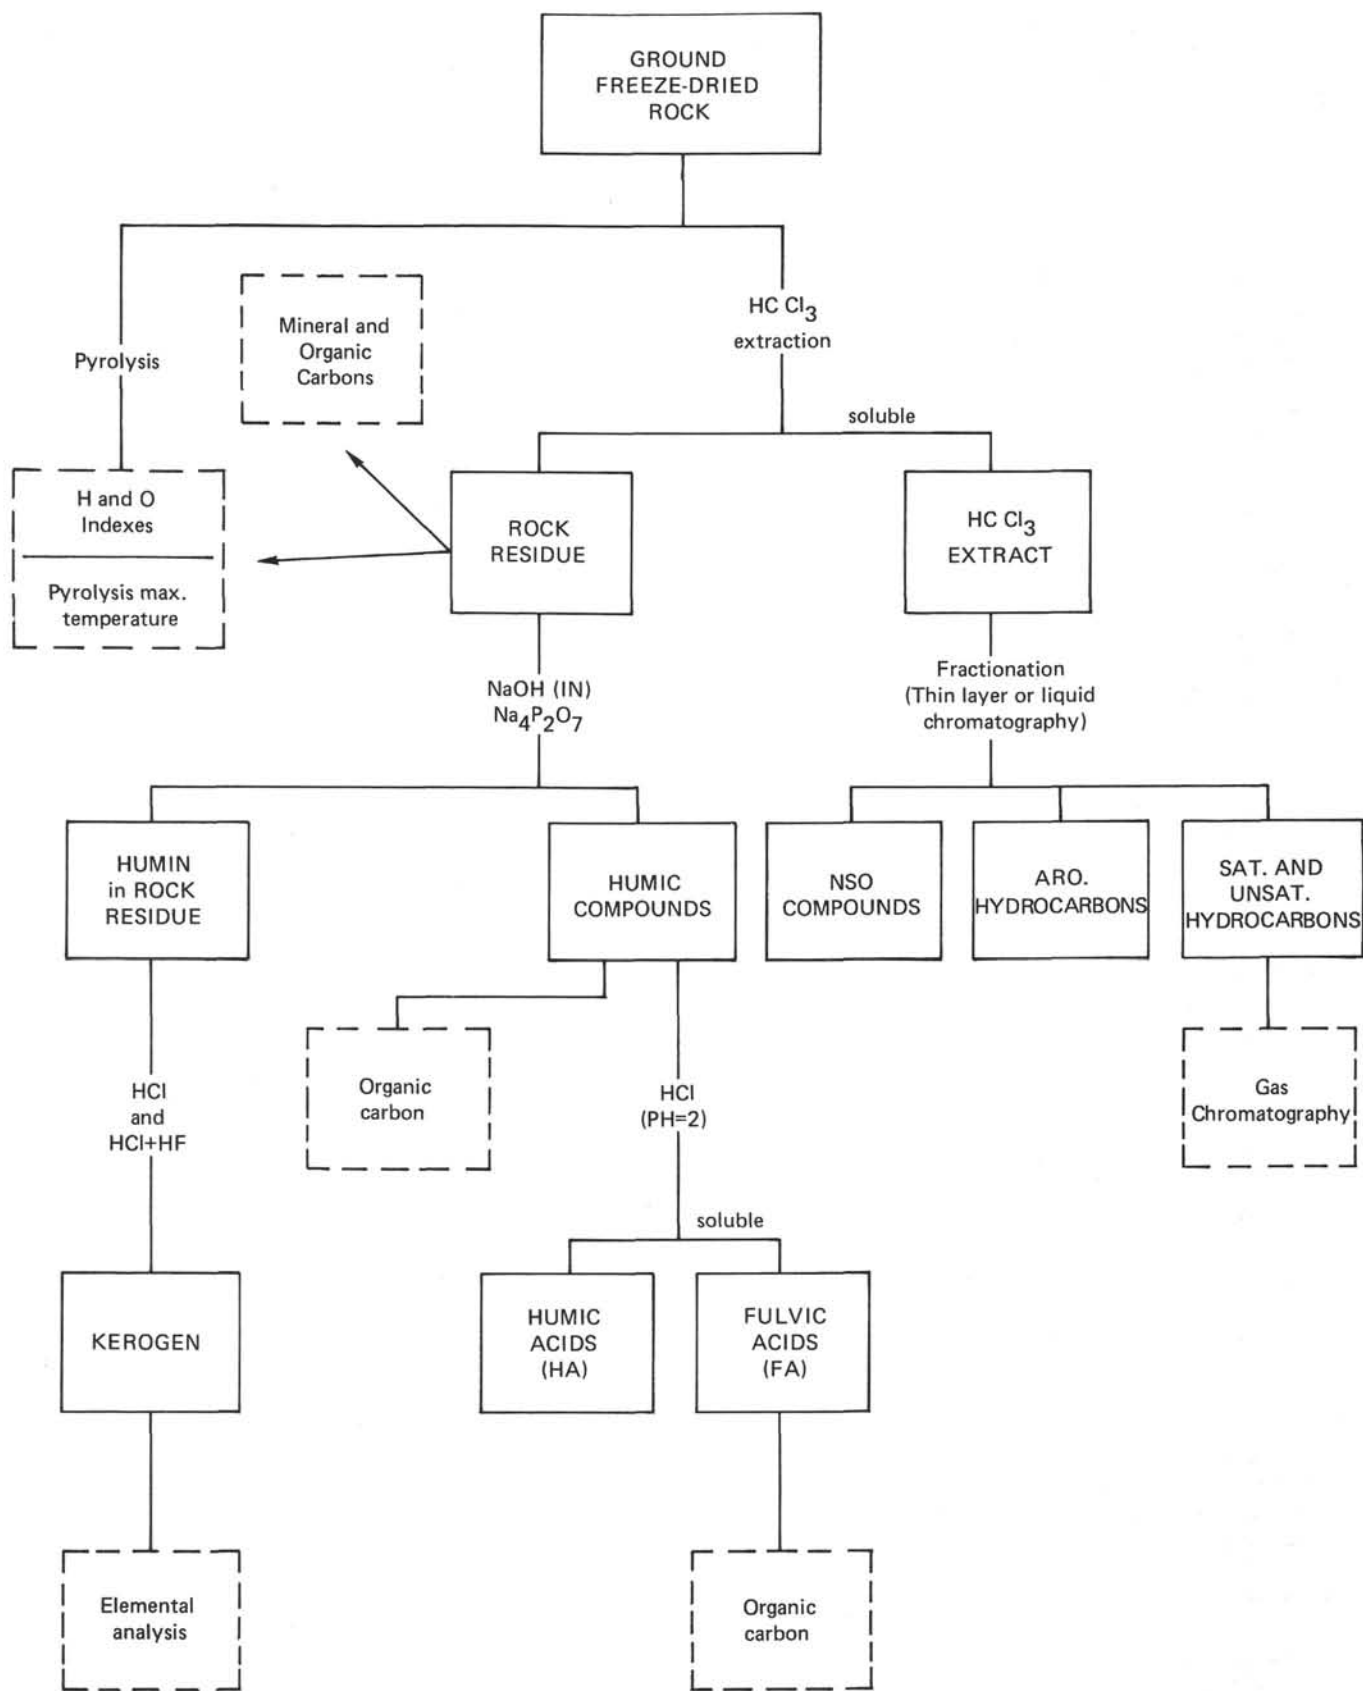 GROUND
FREEZE-DRIED
ROCK
Pyrolysis
Mineral and
Organic
Carbons
HC Cl3
extraction
soluble
H and O
Indexes
Pyrolysis max.
temperature
ROCK
RESIDUE
HC Cl3
EXTRACT
NaOH (IN)
Na4P2O7
Fractionation
(Thin layer or liquid
chromatography)
HUMIN
in ROCK
RESIDUE
HUMIC
COMPOUNDS
NSO
COMPOUNDS
ARO.
HYDROCARBONS
SAT. AND
UNSAT.
HYDROCARBONS
HCl
and
HCl+HF
Organic
carbon
HCl
(PH=2)
Gas
Chromatography
soluble
KEROGEN
HUMIC
ACIDS
(HA)
FULVIC
ACIDS
(FA)
Elemental
analysis
Organic
carbon